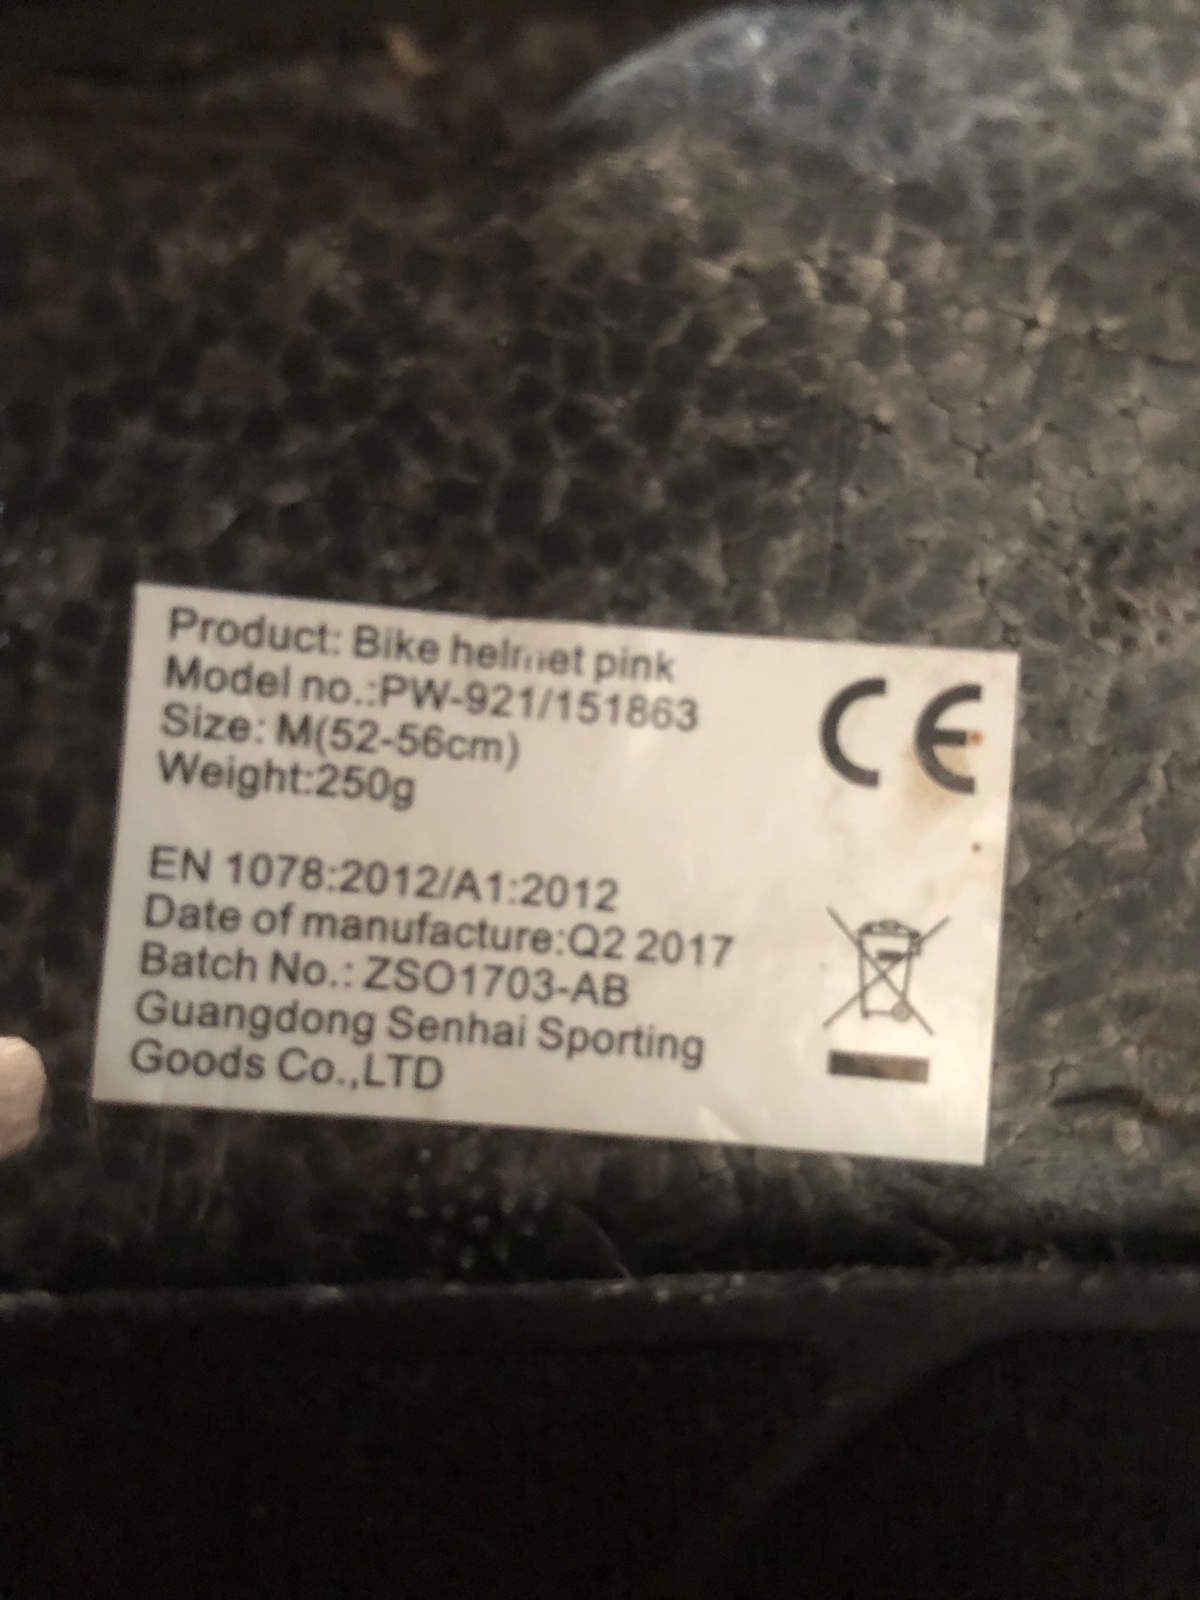 Product: Bike helmet pink
Model no.:PW-921/151863
Size: M(52-56cm)
Weight:250g
CE
EN 1078:2012/A1:2012
Date of manufacture:Q2 2017
Batch No.: ZSO1703-AB
Guangdong Senhai Sporting
Goods Co.,LTD